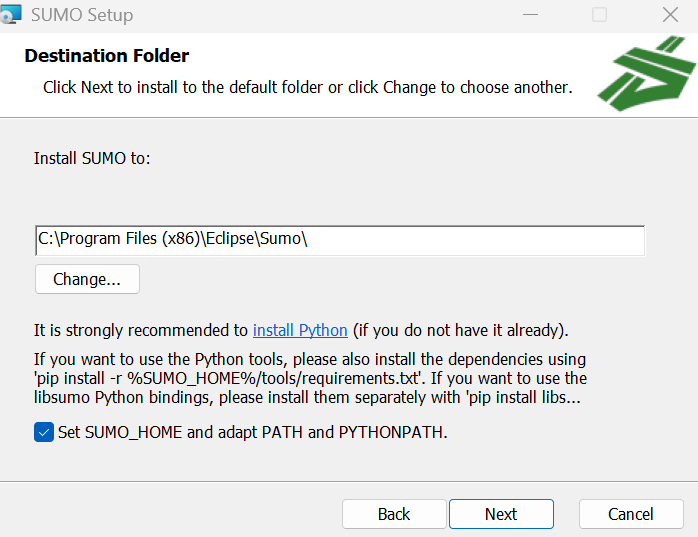 SUMO Setup
Destination Folder
Click Next to install to the default folder or click Change to choose another.
Install SUMO to:
C:\Program Files (x86)\Eclipse\Sumo\
Change...
It is strongly recommended to install Python (if you do not have it already).
If you want to use the Python tools, please also install the dependencies using
'pip install -r %SUMO_HOME%/tools/requirements.txt'. If you want to use the
libsumo Python bindings, please install them separately with 'pip install libs...
Set SUMO_HOME and adapt PATH and PYTHONPATH.
Back
Next
Cancel